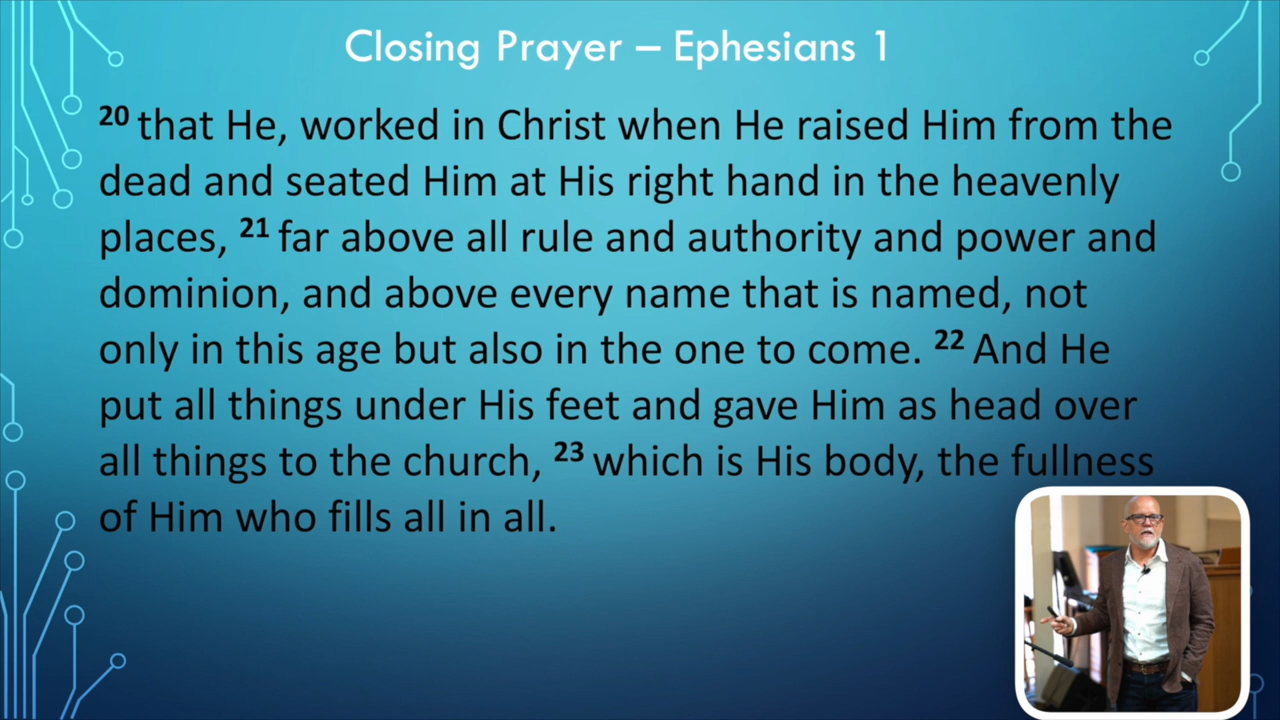 Closing Prayer – Ephesians 1
20 that He, worked in Christ when He raised Him from the
dead and seated Him at His right hand in the heavenly
places, 21 far above all rule and authority and power and
dominion, and above every name that is named, not
only in this age but also in the one to come. 22 And He
put all things under His feet and gave Him as head over
all things to the church, 23 which is His body, the fullness
of Him who fills all in all.